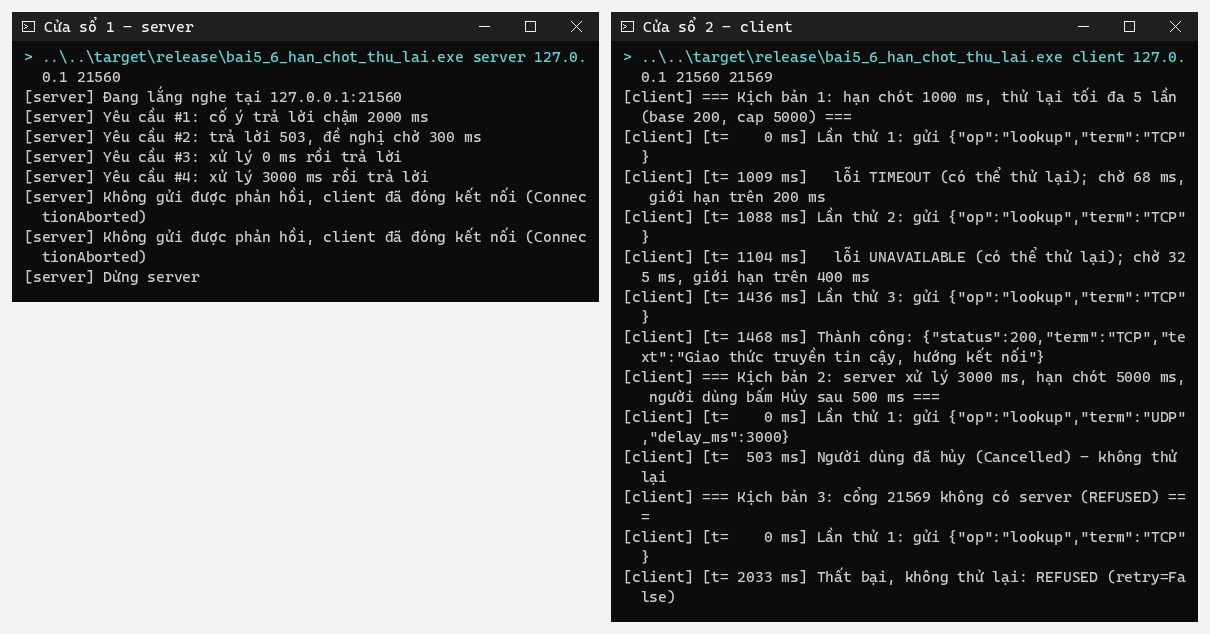 Cửa sổ 1 — server
> ..\..\target\release\bai5_6_han_chot_thu_lai.exe server 127.0.
0.1 21560
[server] Đang lắng nghe tại 127.0.0.1:21560
[server] Yêu cầu #1: cố ý trả lời chậm 2000 ms
[server] Yêu cầu #2: trả lời 503, đề nghị chờ 300 ms
[server] Yêu cầu #3: xử lý 0 ms rồi trả lời
[server] Yêu cầu #4: xử lý 3000 ms rồi trả lời
[server] Không gửi được phản hồi, client đã đóng kết nối (Connec
tionAborted)
[server] Không gửi được phản hồi, client đã đóng kết nối (Connec
tionAborted)
[server] Dừng server
Cửa sổ 2 — client
> ..\..\target\release\bai5_6_han_chot_thu_lai.exe client 127.0.
0.1 21560 21569
[client] === Kịch bản 1: hạn chót 1000 ms, thử lại tối đa 5 lần
(base 200, cap 5000) ===
[client] [t=    0 ms] Lần thử 1: gửi {"op":"lookup","term":"TCP"
}
[client] [t= 1009 ms]   lỗi TIMEOUT (có thể thử lại); chờ 68 ms,
giới hạn trên 200 ms
[client] [t= 1088 ms] Lần thử 2: gửi {"op":"lookup","term":"TCP"
}
[client] [t= 1104 ms]   lỗi UNAVAILABLE (có thể thử lại); chờ 32
5 ms, giới hạn trên 400 ms
[client] [t= 1436 ms] Lần thử 3: gửi {"op":"lookup","term":"TCP"
}
[client] [t= 1468 ms] Thành công: {"status":200,"term":"TCP","te
xt":"Giao thức truyền tin cậy, hướng kết nối"}
[client] === Kịch bản 2: server xử lý 3000 ms, hạn chót 5000 ms,
người dùng bấm Hủy sau 500 ms ===
[client] [t=    0 ms] Lần thử 1: gửi {"op":"lookup","term":"UDP"
,"delay_ms":3000}
[client] [t=  503 ms] Người dùng đã hủy (Cancelled) — không thử
lại
[client] === Kịch bản 3: cổng 21569 không có server (REFUSED) ==
=
[client] [t=    0 ms] Lần thử 1: gửi {"op":"lookup","term":"TCP"
}
[client] [t= 2033 ms] Thất bại, không thử lại: REFUSED (retry=Fa
lse)